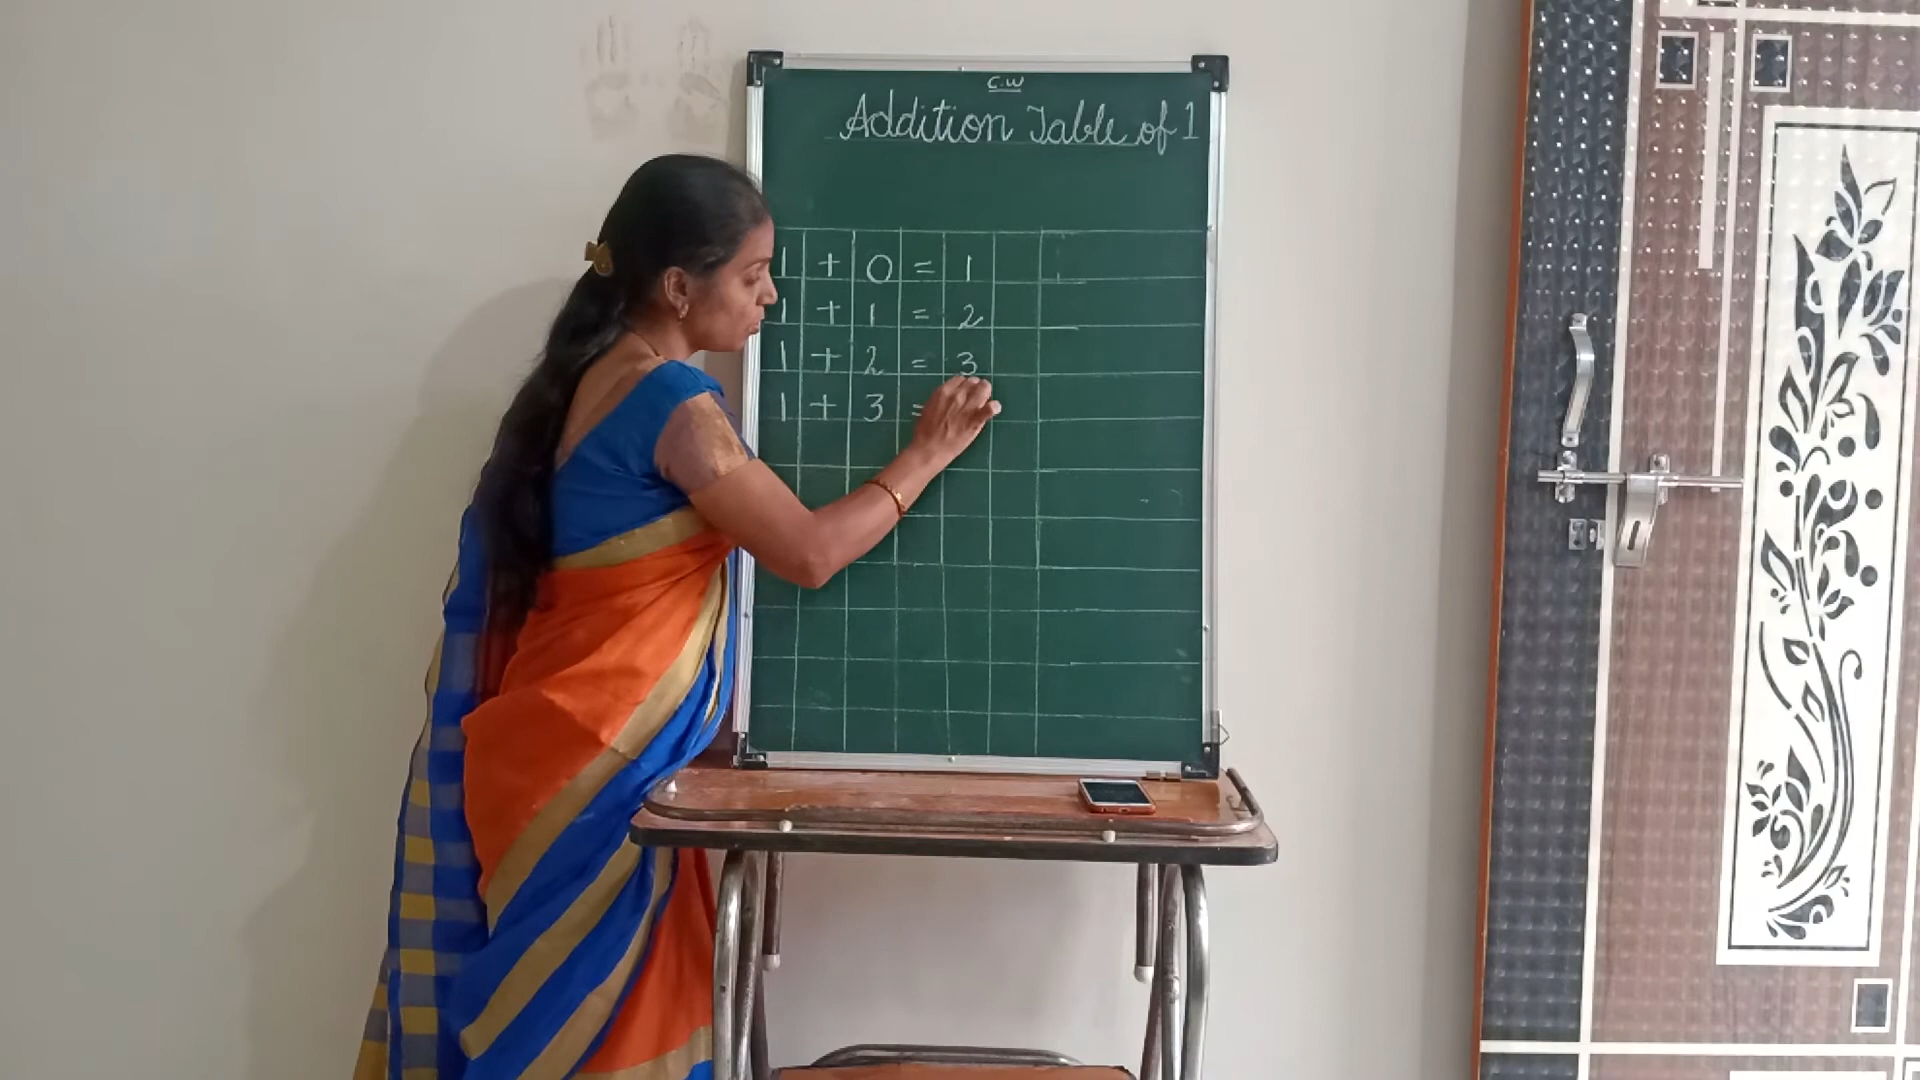 C.W
Addition Table of 1
1 + 0 = 1
1 + 1 = 2
1 + 2 = 3
1 + 3 =